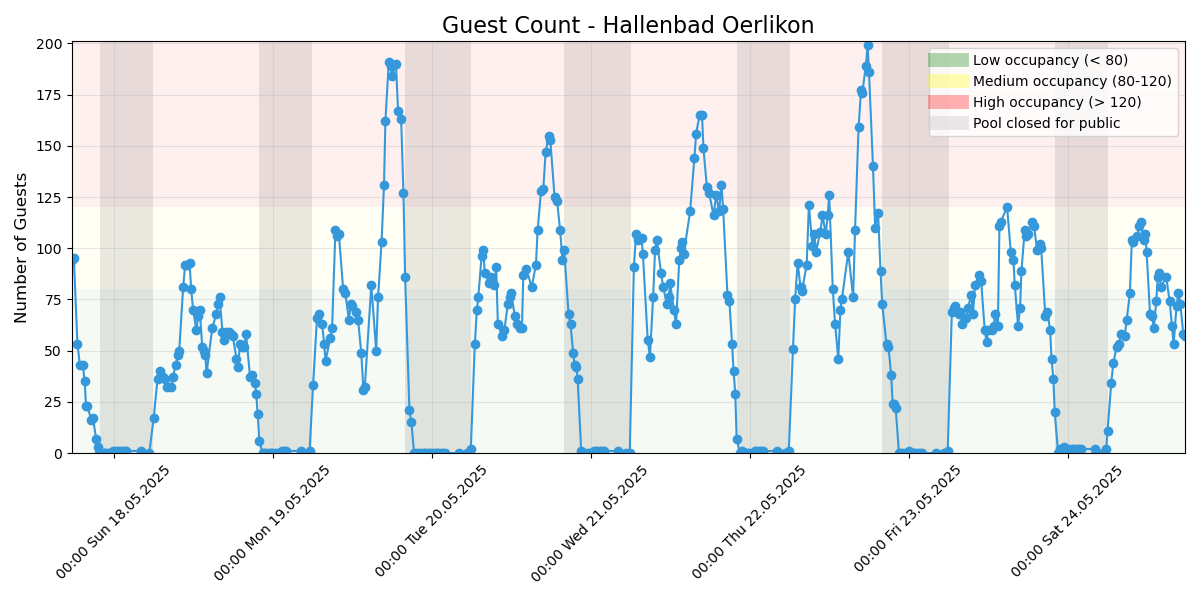 Guest Count - Hallenbad Oerlikon
Number of Guests
200
175
150
125
100
75
50
25
0
Low occupancy (< 80)
Medium occupancy (80-120)
High occupancy (> 120)
Pool closed for public
00:00 Sun 18.05.2025
00:00 Mon 19.05.2025
00:00 Tue 20.05.2025
00:00 Wed 21.05.2025
00:00 Thu 22.05.2025
00:00 Fri 23.05.2025
00:00 Sat 24.05.2025